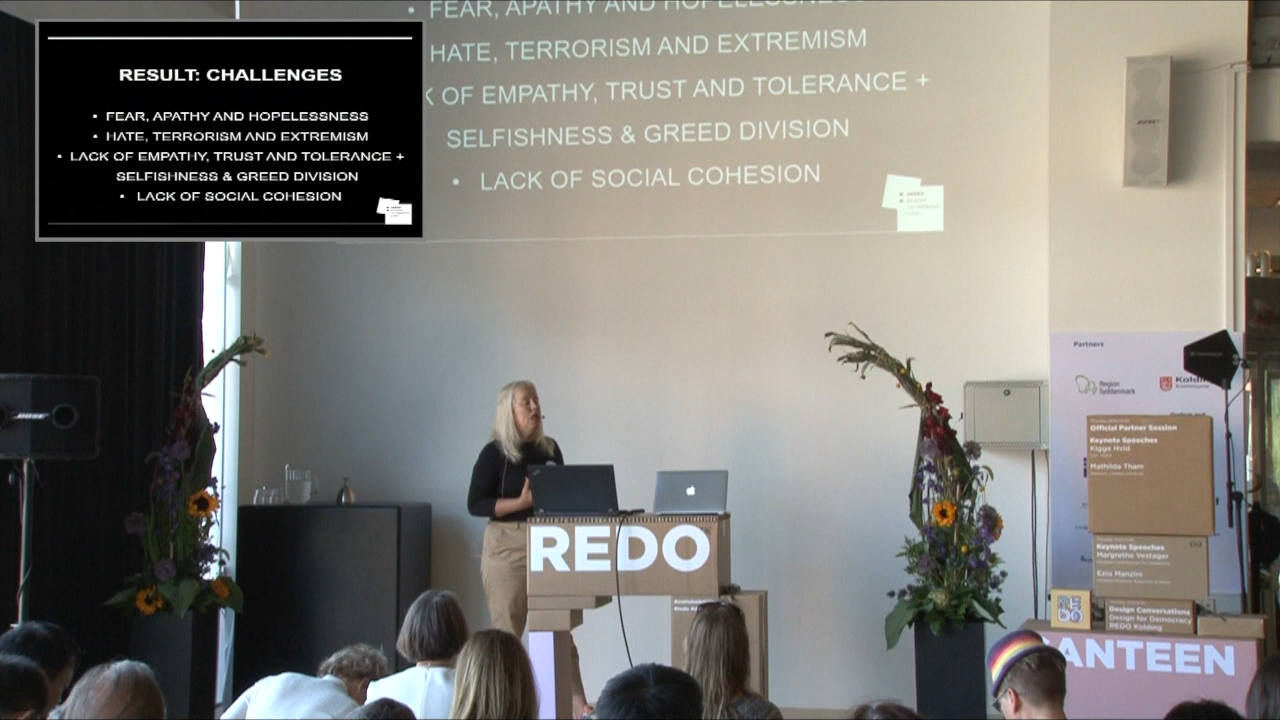 RESULT: CHALLENGES
• FEAR, APATHY AND HOPELESSNESS
• HATE, TERRORISM AND EXTREMISM
• LACK OF EMPATHY, TRUST AND TOLERANCE +
SELFISHNESS & GREED DIVISION
• LACK OF SOCIAL COHESION
• FEAR, APATHY AND HOPELESSNESS
HATE, TERRORISM AND EXTREMISM
OF EMPATHY, TRUST AND TOLERANCE +
SELFISHNESS & GREED DIVISION
• LACK OF SOCIAL COHESION
BOSE
BOSE
REDO
Partners
Region
Syddanmark
Official Partner Session
Keynote Speeches
Kigge Hvid
Mathilda Tham
Keynote Speeches
Margrethe Vestager
Ezio Manzini
Design Conversations
Design for Democracy
REDO Kolding
REDO
ANTEEN